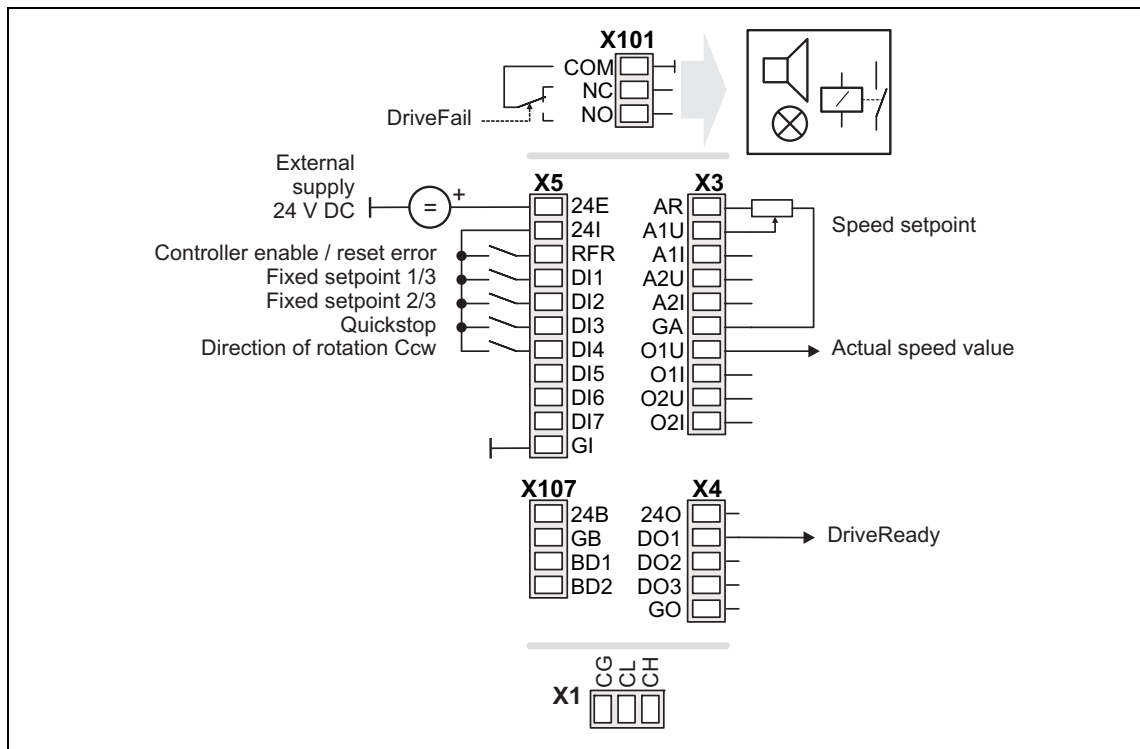 X101
COM
NC
NO
DriveFail
External
supply
24 V DC
=
+
X5
24E
24I
RFR
DI1
DI2
DI3
DI4
DI5
DI6
DI7
GI
Controller enable / reset error
Fixed setpoint 1/3
Fixed setpoint 2/3
Quickstop
Direction of rotation Ccw
X3
AR
A1U
A1I
A2U
A2I
GA
O1U
O1I
O2U
O2I
Speed setpoint
Actual speed value
X107
24B
GB
BD1
BD2
X4
24O
DO1
DO2
DO3
GO
DriveReady
X1
CG
CL
CH